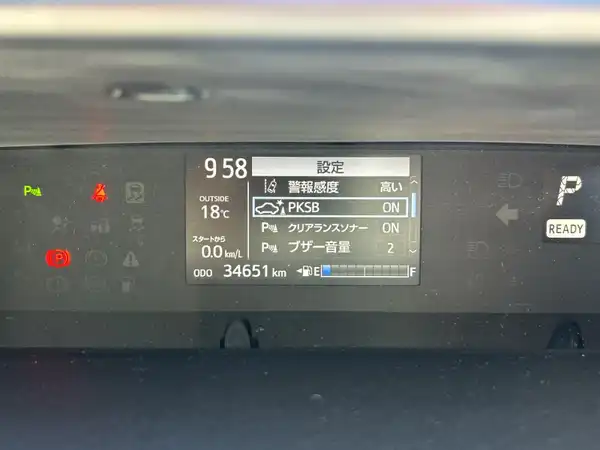 9 58
設定
警報感度 高い
OUTSIDE
18℃
PKSB ON
クリアランスソナー ON
スタートから
0.0 km/L
ブザー音量 2
ODO 34651 km
E F
P
READY
P
(P)